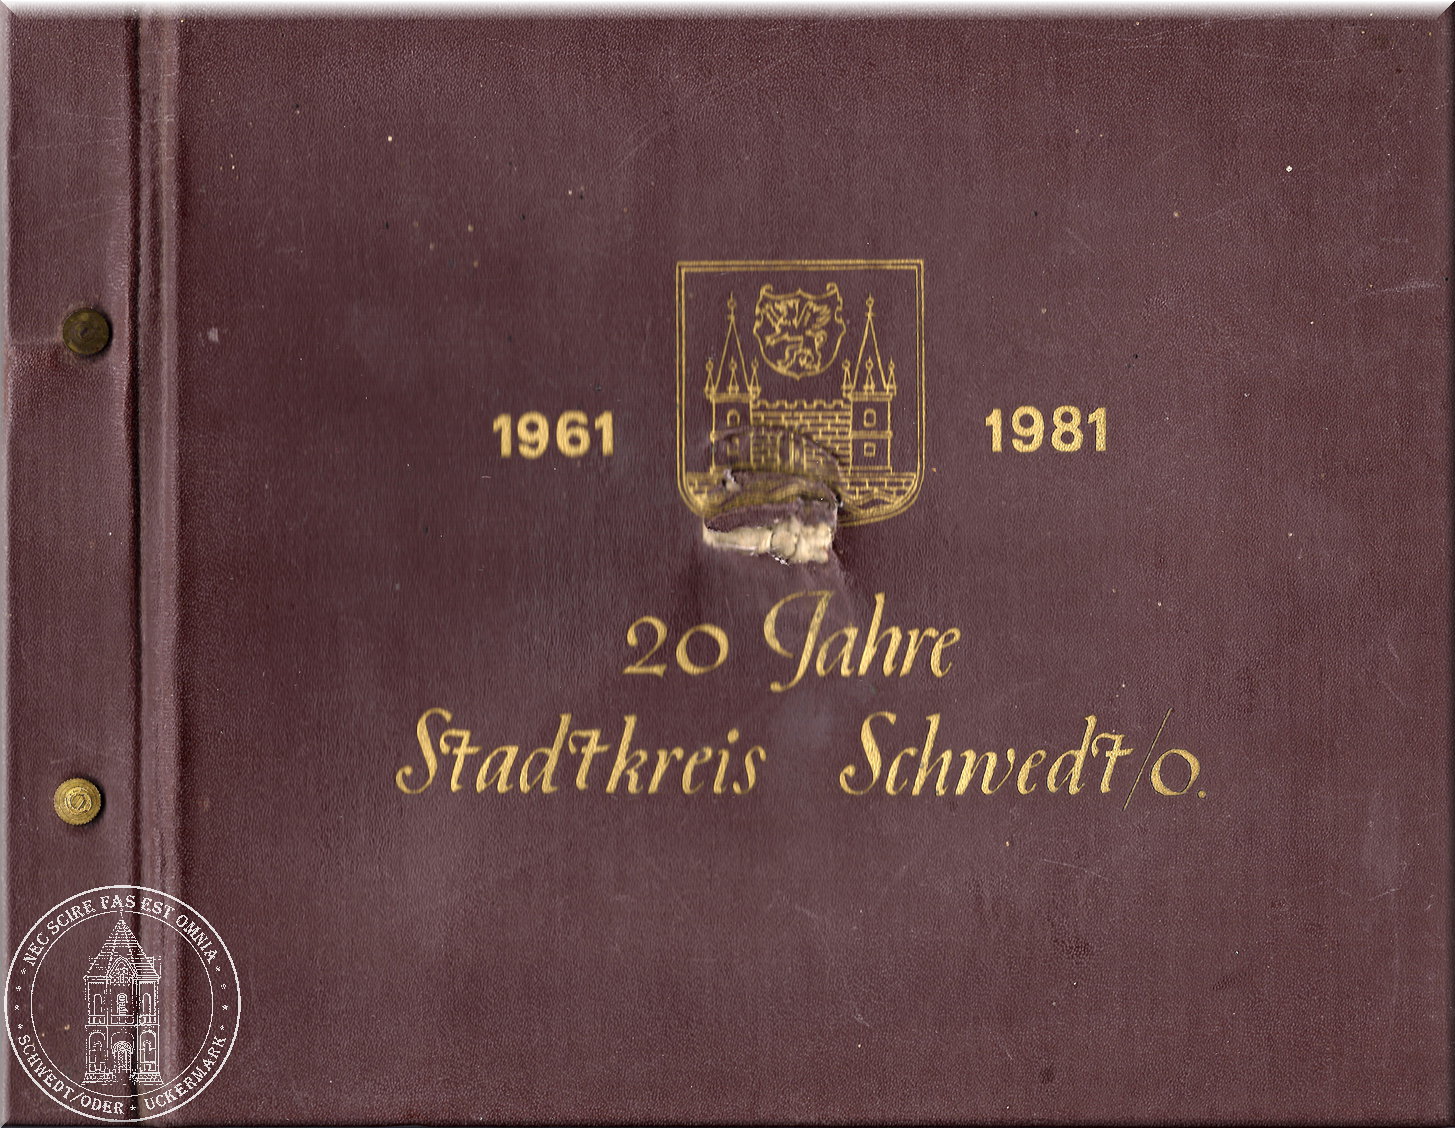 1961 1981
20 Jahre
Stadtkreis Schwedt/O.
NEC SCIRE FAS EST OMNIA
SCHWEDT/ODER * UCKERMARK